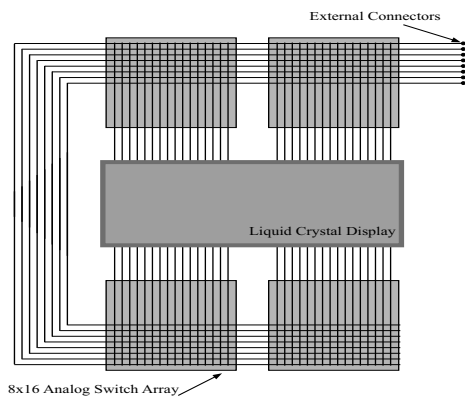 External Connectors
Liquid Crystal Display
8x16 Analog Switch Array